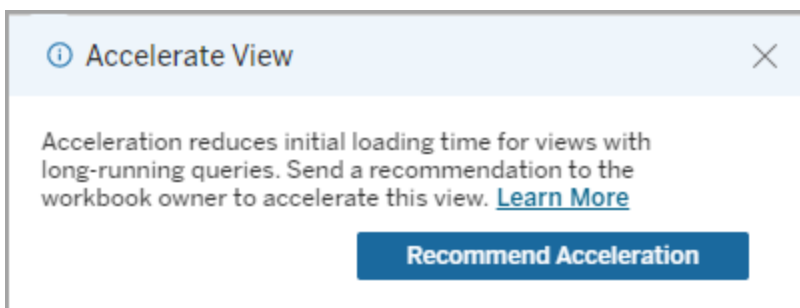 Accelerate View
Acceleration reduces initial loading time for views with
long-running queries. Send a recommendation to the
workbook owner to accelerate this view. Learn More
Recommend Acceleration